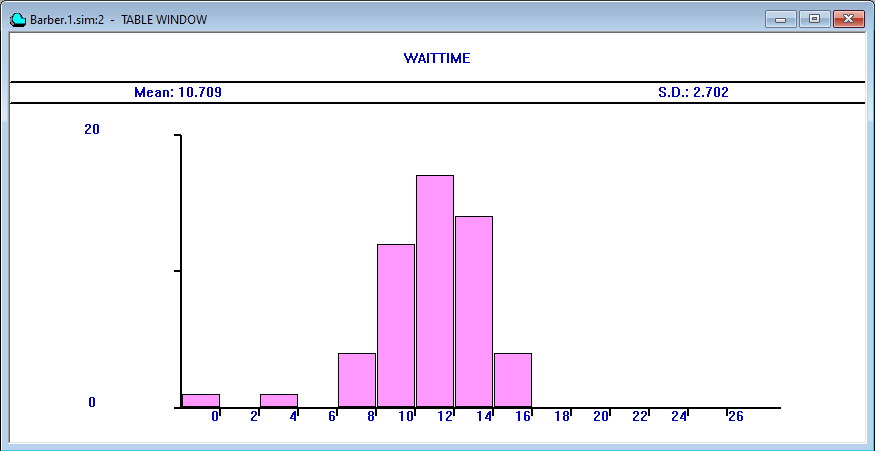 Barber.1.sim:2 - TABLE WINDOW
WAITTIME
Mean: 10.709 S.D.: 2.702
20
0
0 2 4 6 8 10 12 14 16 18 20 22 24 26